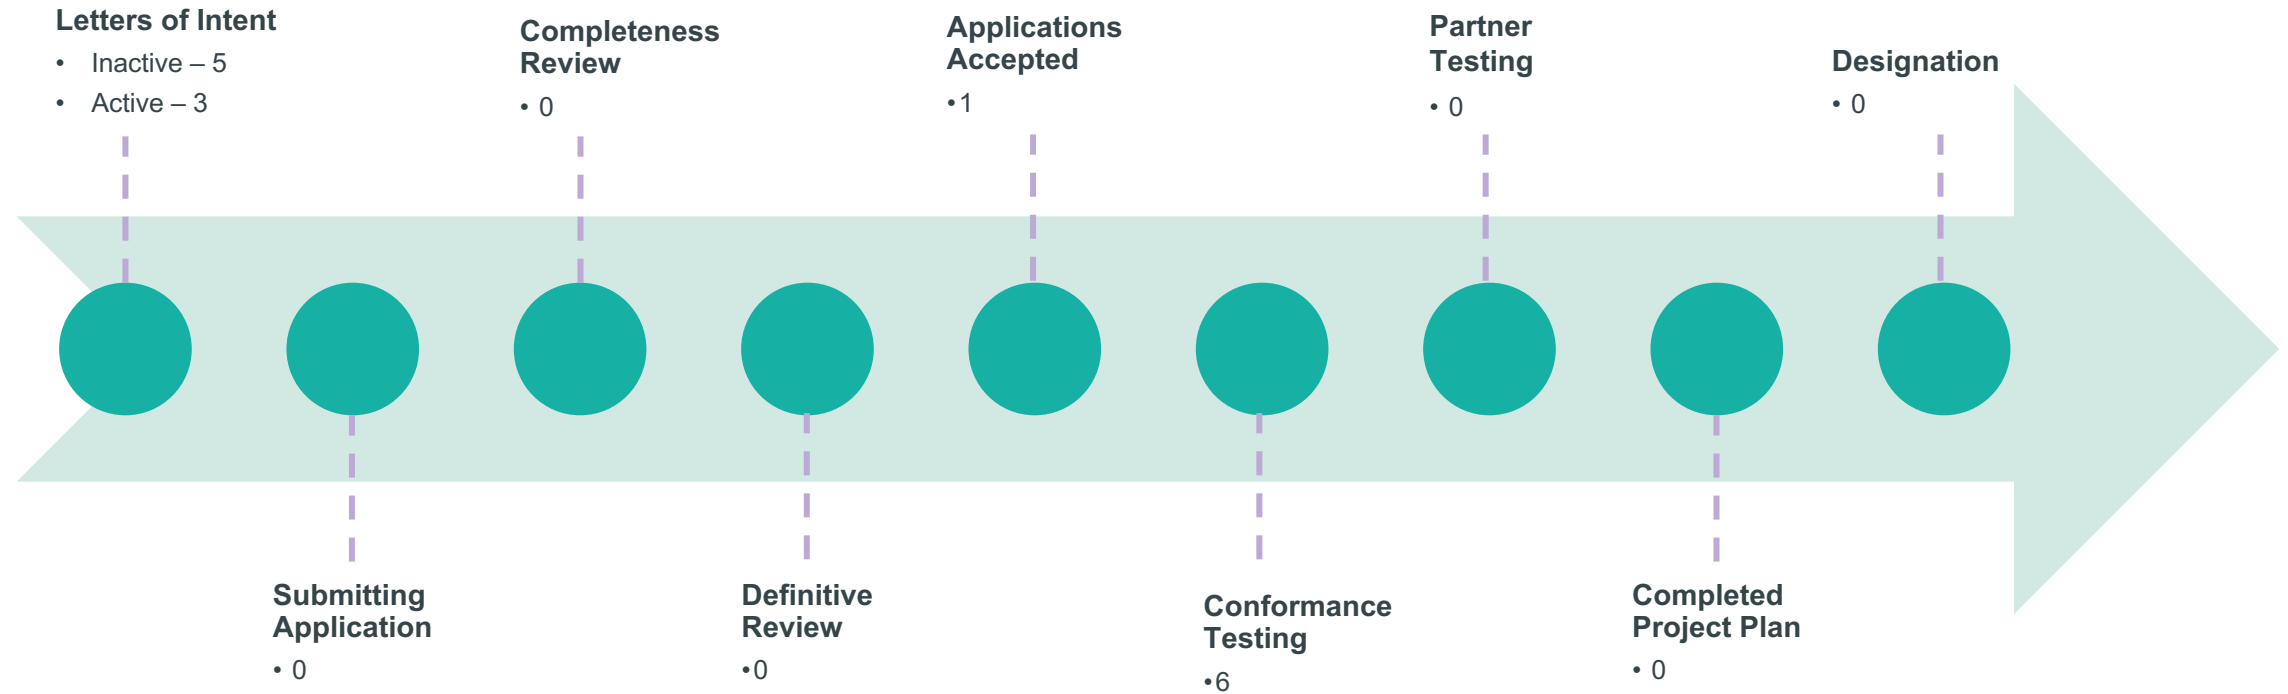 Letters of Intent
• Inactive – 5
• Active – 3
Completeness
Review
• 0
Applications
Accepted
•1
Partner
Testing
• 0
Designation
• 0
Submitting
Application
• 0
Definitive
Review
•0
Conformance
Testing
•6
Completed
Project Plan
• 0